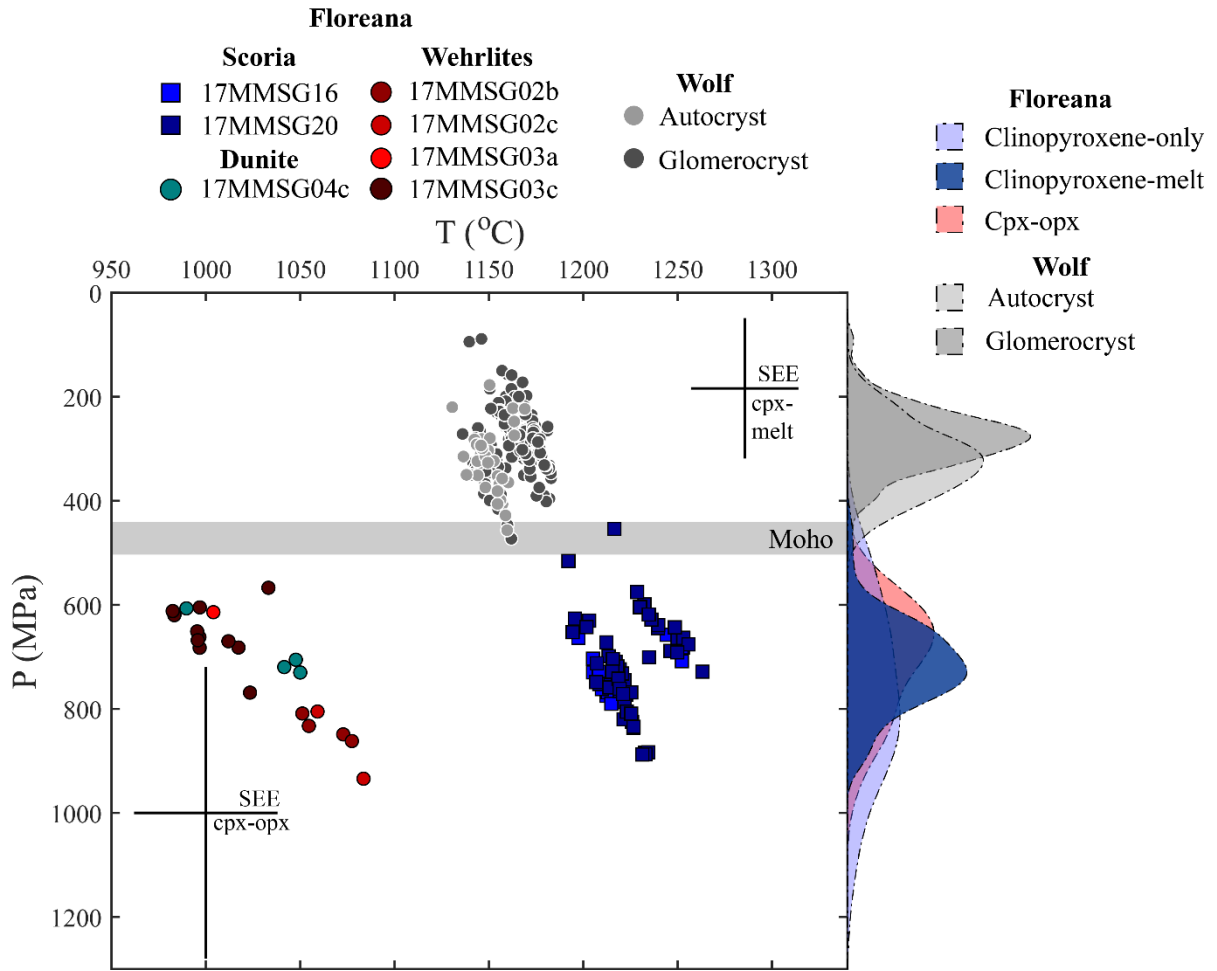 Floreana
Scoria
17MMSG16
17MMSG20
Dunite
17MMSG04c
Wehrlites
17MMSG02b
17MMSG02c
17MMSG03a
17MMSG03c
Wolf
Autocryst
Glomerocryst
Floreana
Clinopyroxene-only
Clinopyroxene-melt
Cpx-opx
Wolf
Autocryst
Glomerocryst
T (°C)
950 1000 1050 1100 1150 1200 1250 1300
P (MPa)
0
200
400
600
800
1000
1200
SEE
cpx-
melt
Moho
SEE
cpx-opx